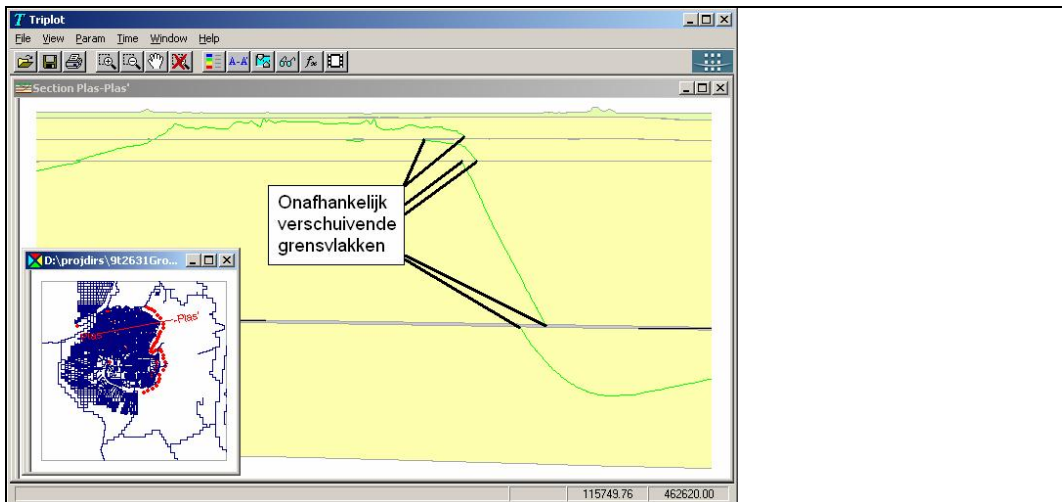 Triplot
File View Param Time Window Help
A-A' fx
Section Plas-Plas'
Onafhankelijk
verschuivende
grensvlakken
D:\projdirs\9t2631Gro...
-Plas'
Plas
115749.76 462620.00